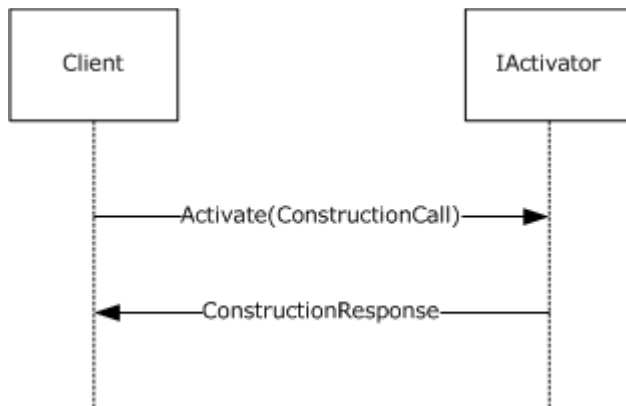 Client
IActivator
Activate(ConstructionCall)
ConstructionResponse